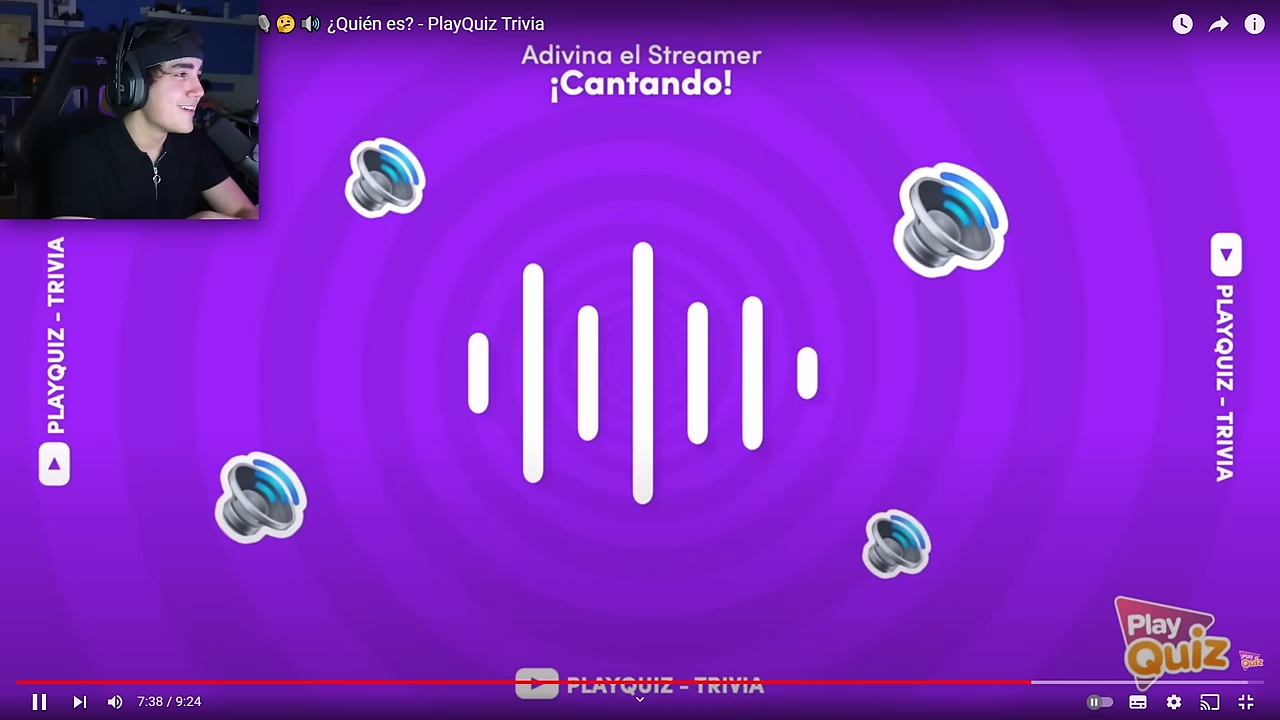 ¿Quién es? - PlayQuiz Trivia
Adivina el Streamer
¡Cantando!
PLAYQUIZ - TRIVIA
PLAYQUIZ - TRIVIA
Play
Quiz
PLAYQUIZ - TRIVIA
7:38 / 9:24